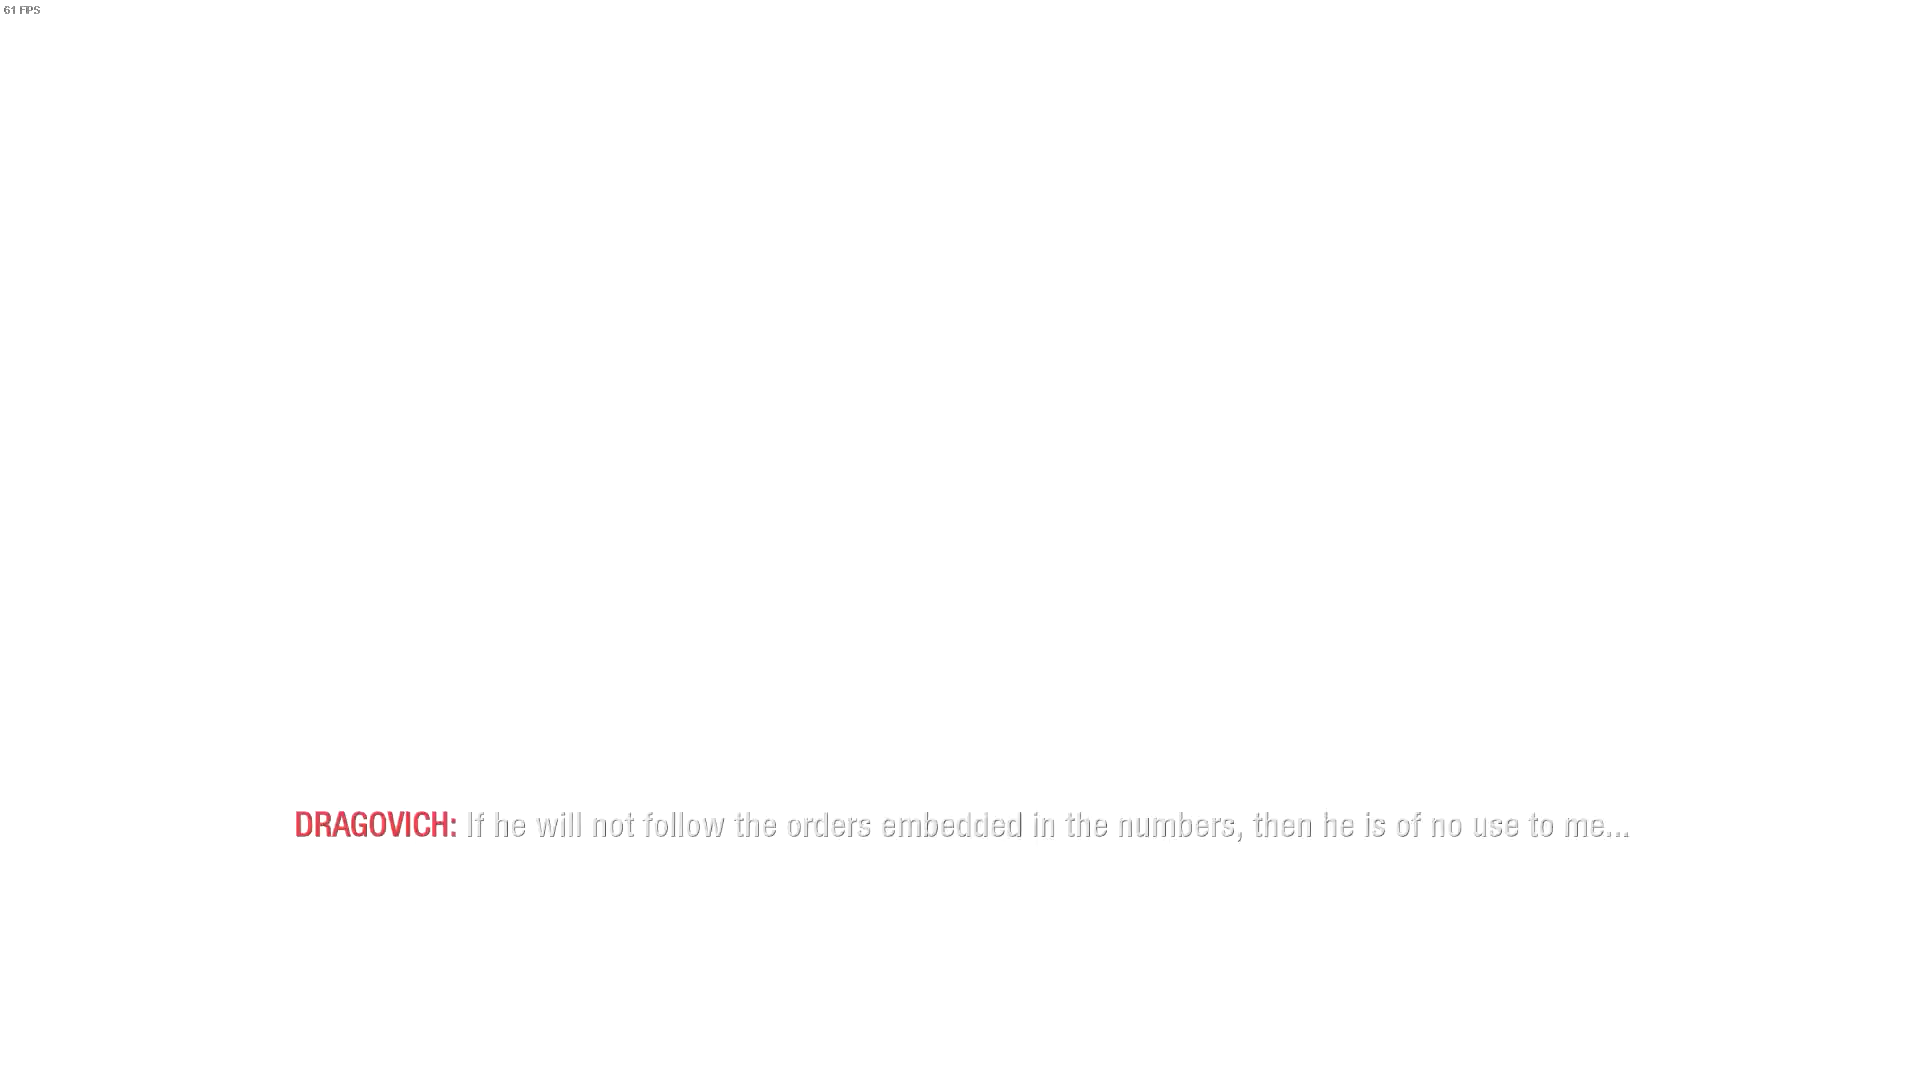 61 FPS
DRAGOVICH: If he will not follow the orders embedded in the numbers, then he is of no use to me...